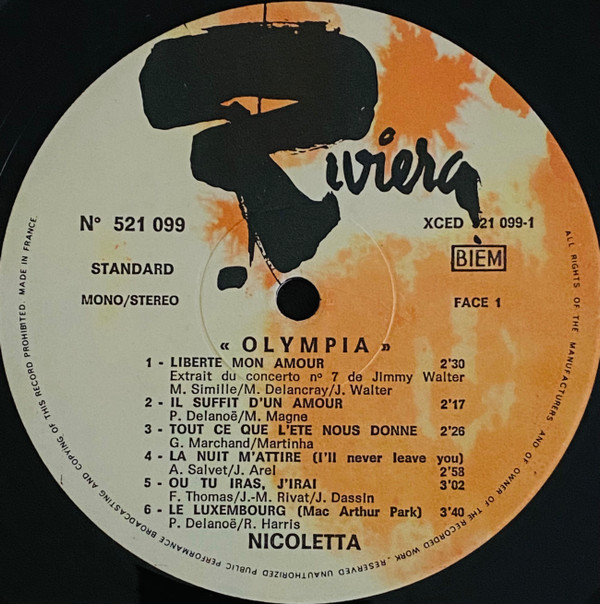 Riviera
N° 521 099
XCED 521 099-1
STANDARD
BIEM
MONO/STEREO
FACE 1
« OLYMPIA »
1 - LIBERTE MON AMOUR 2'30
Extrait du concerto nº 7 de Jimmy Walter
M. Simille/M. Delancray/J. Walter
2 - IL SUFFIT D'UN AMOUR 2'17
P. Delanoë/M. Magne
3 - TOUT CE QUE L'ETE NOUS DONNE 2'26
G. Marchand/Martinha
4 - LA NUIT M'ATTIRE (I'll never leave you)
A. Salvet/J. Arel 2'58
5 - OU TU IRAS, J'IRAI 3'02
F. Thomas/J.-M. Rivat/J. Dassin
6 - LE LUXEMBOURG (Mac Arthur Park) 3'40
P. Delanoë/R. Harris
NICOLETTA
ALL RIGHTS OF THE MANUFACTURERS AND OF OWNER OF THE RECORDED WORK. RESERVED UNAUTHORIZED PUBLIC PERFORMANCE BROADCASTING AND COPYING OF THIS RECORD PROHIBITED. MADE IN FRANCE.